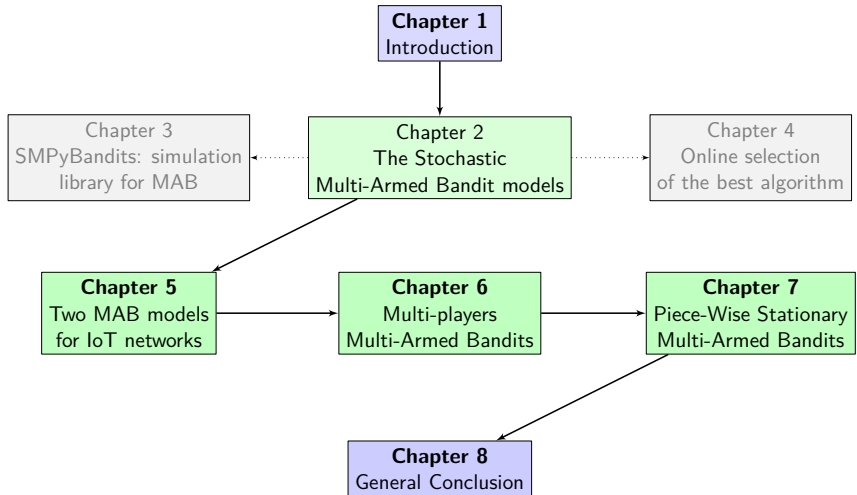 Chapter 1
Introduction
Chapter 3
SMPyBandits: simulation
library for MAB
Chapter 2
The Stochastic
Multi-Armed Bandit models
Chapter 4
Online selection
of the best algorithm
Chapter 5
Two MAB models
for IoT networks
Chapter 6
Multi-players
Multi-Armed Bandits
Chapter 7
Piece-Wise Stationary
Multi-Armed Bandits
Chapter 8
General Conclusion